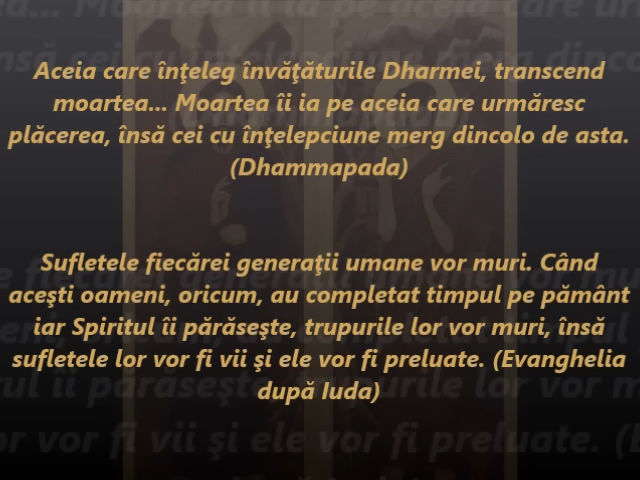 Aceia care înţeleg învăţăturile Dharmei, transcend
moartea... Moartea îi ia pe aceia care urmăresc
plăcerea, însă cei cu înţelepciune merg dincolo de asta.
(Dhammapada)
Sufletele fiecărei generaţii umane vor muri. Când
aceşti oameni, oricum, au completat timpul pe pământ
iar Spiritul îi părăseşte, trupurile lor vor muri, însă
sufletele lor vor fi vii şi ele vor fi preluate. (Evanghelia
după Iuda)